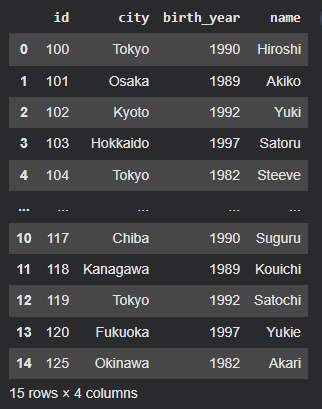 id city birth_year name
0 100 Tokyo 1990 Hiroshi
1 101 Osaka 1989 Akiko
2 102 Kyoto 1992 Yuki
3 103 Hokkaido 1997 Satoru
4 104 Tokyo 1982 Steeve
... ... ... ... ...
10 117 Chiba 1990 Suguru
11 118 Kanagawa 1989 Kouichi
12 119 Tokyo 1992 Satochi
13 120 Fukuoka 1997 Yukie
14 125 Okinawa 1982 Akari
15 rows × 4 columns